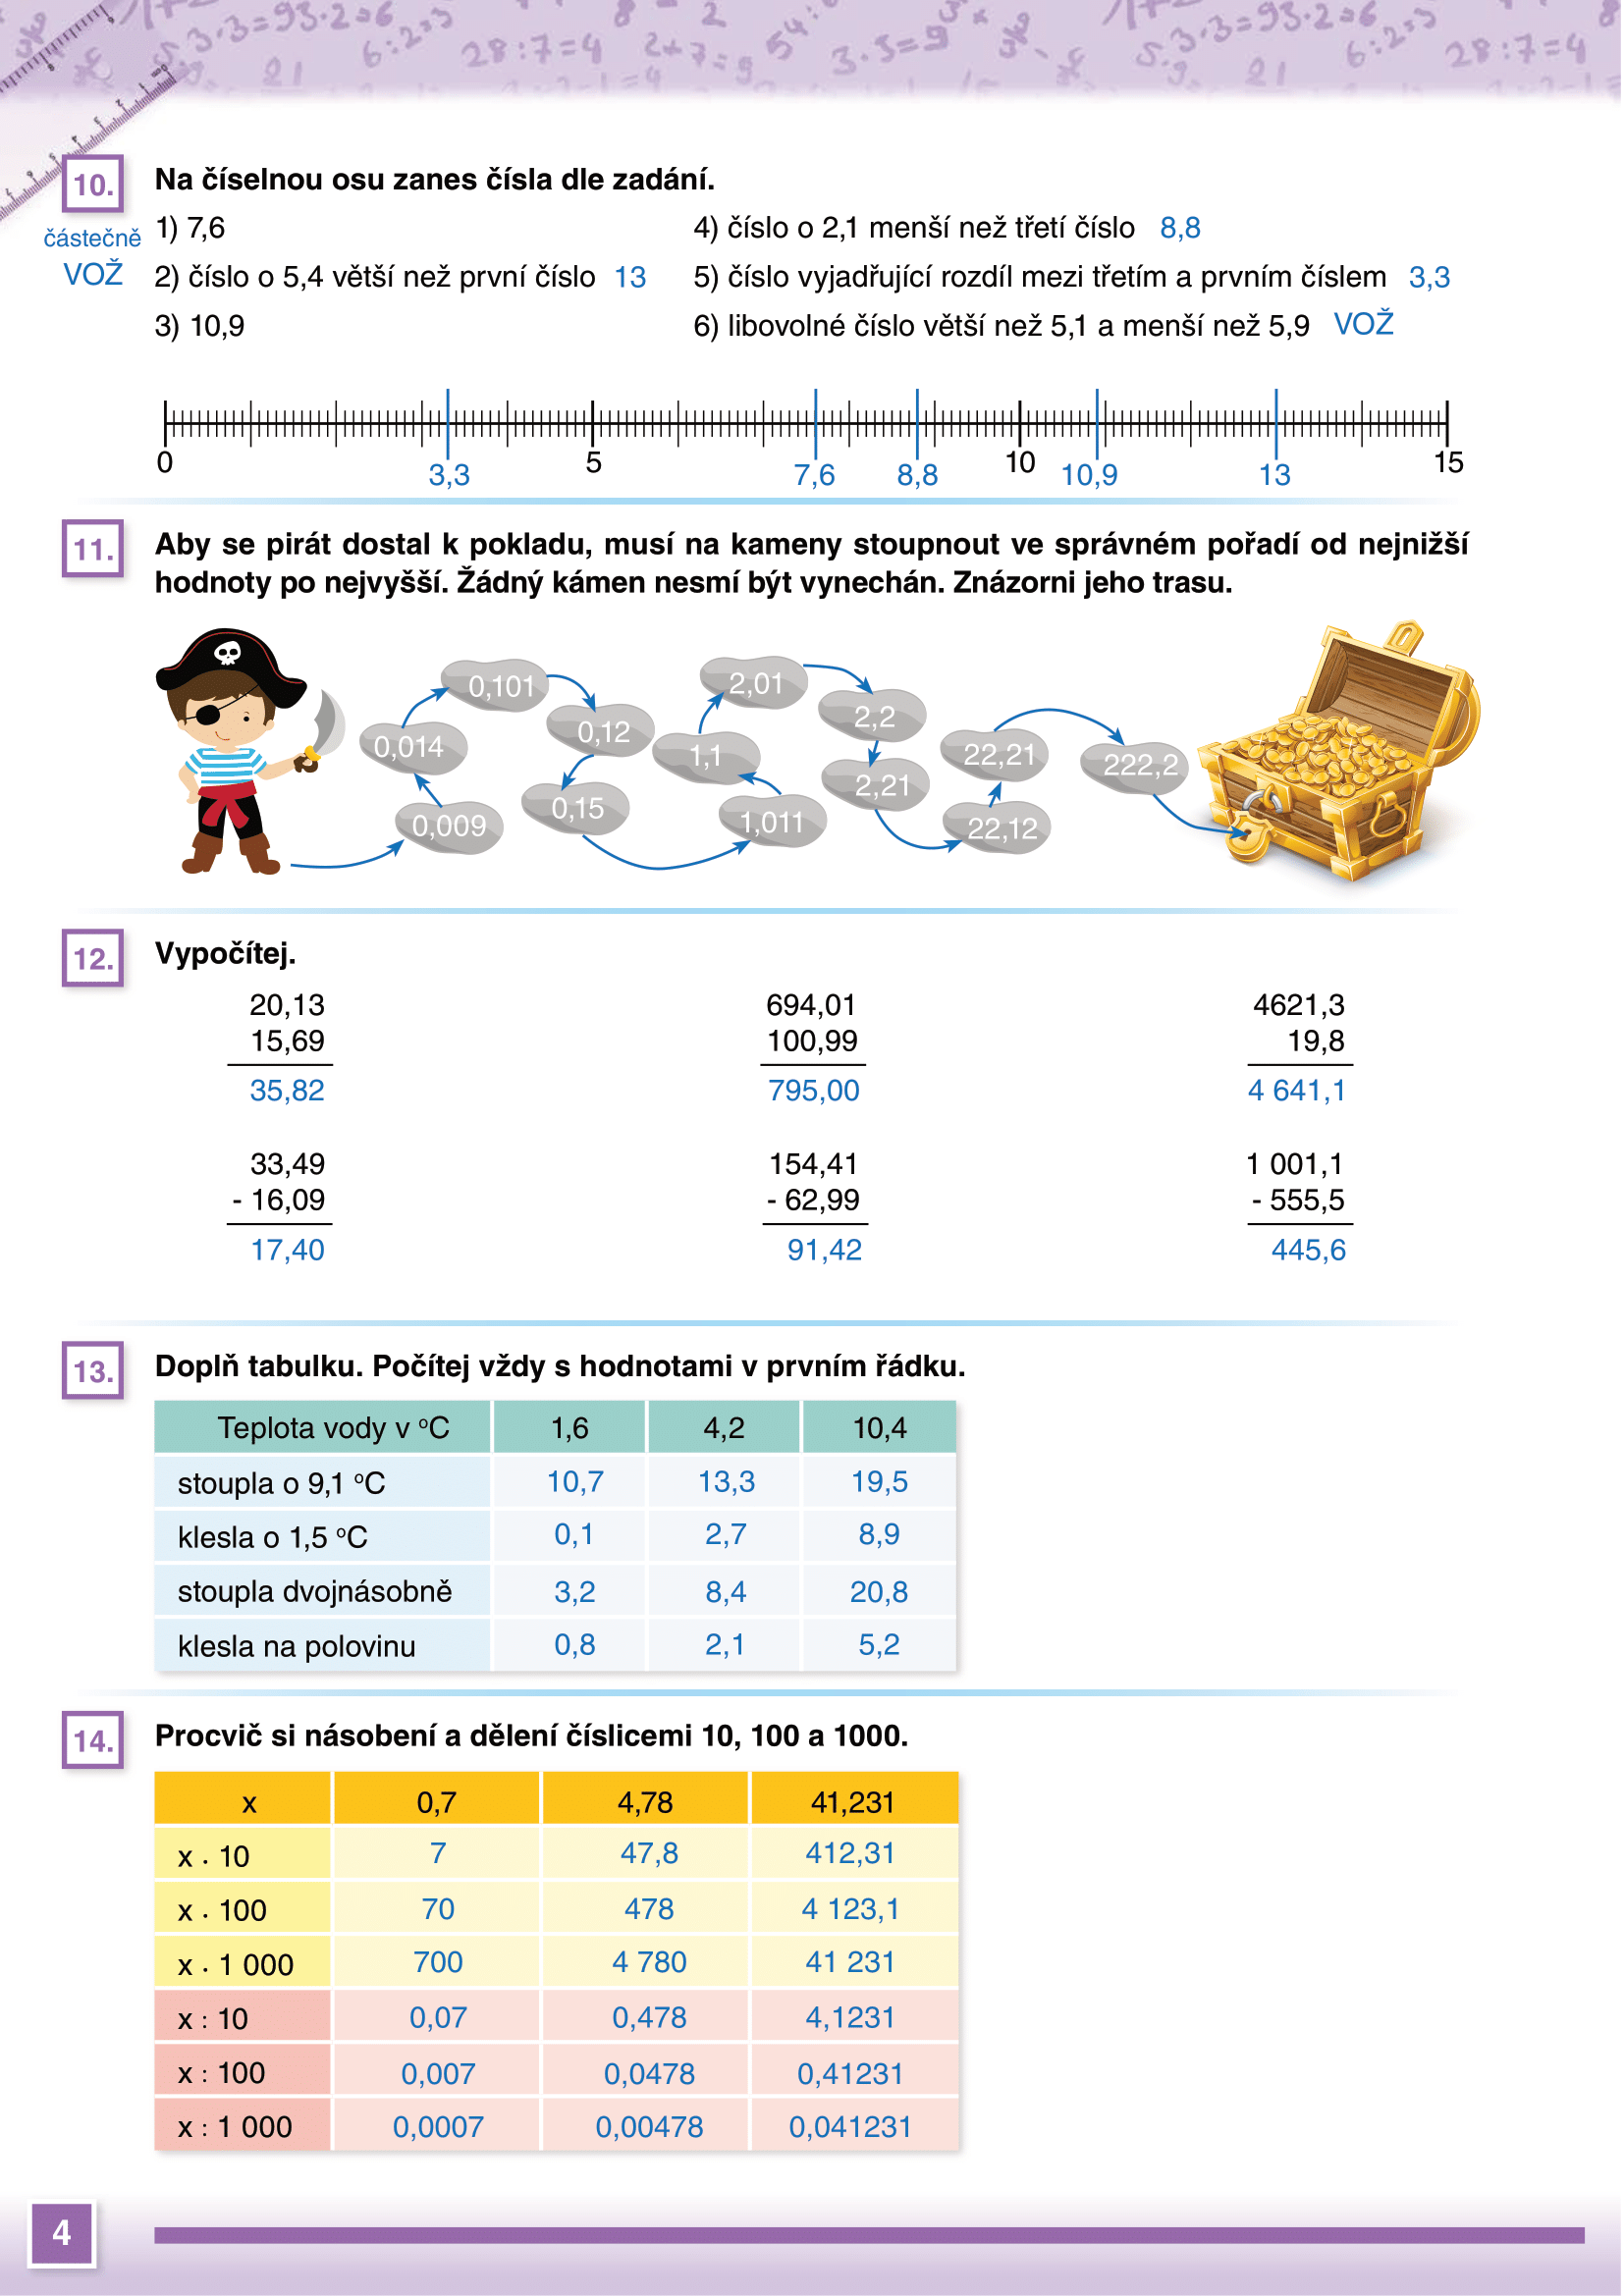 10.
Na číselnou osu zanes čísla dle zadání.
částečně
VOŽ
1) 7,6
4) číslo o 2,1 menší než třetí číslo 8,8
2) číslo o 5,4 větší než první číslo 13
5) číslo vyjadřující rozdíl mezi třetím a prvním číslem 3,3
3) 10,9
6) libovolné číslo větší než 5,1 a menší než 5,9 VOŽ
0 5 10 15
3,3 7,6 8,8 10,9 13
11.
Aby se pirát dostal k pokladu, musí na kameny stoupnout ve správném pořadí od nejnižší
hodnoty po nejvyšší. Žádný kámen nesmí být vynechán. Znázorni jeho trasu.
0,009
0,014
0,101
0,12
0,15
1,011
1,1
2,01
2,2
2,21
22,12
22,21
222,2
12.
Vypočítej.
20,13 694,01 4621,3
15,69 100,99 19,8
35,82 795,00 4 641,1
33,49 154,41 1 001,1
- 16,09 - 62,99 - 555,5
17,40 91,42 445,6
13.
Doplň tabulku. Počítej vždy s hodnotami v prvním řádku.
Teplota vody v ºC 1,6 4,2 10,4
stoupla o 9,1 ºC 10,7 13,3 19,5
klesla o 1,5 ºC 0,1 2,7 8,9
stoupla dvojnásobně 3,2 8,4 20,8
klesla na polovinu 0,8 2,1 5,2
14.
Procvič si násobení a dělení číslicemi 10, 100 a 1000.
x 0,7 4,78 41,231
x . 10 7 47,8 412,31
x . 100 70 478 4 123,1
x . 1 000 700 4 780 41 231
x : 10 0,07 0,478 4,1231
x : 100 0,007 0,0478 0,41231
x : 1 000 0,0007 0,00478 0,041231
4